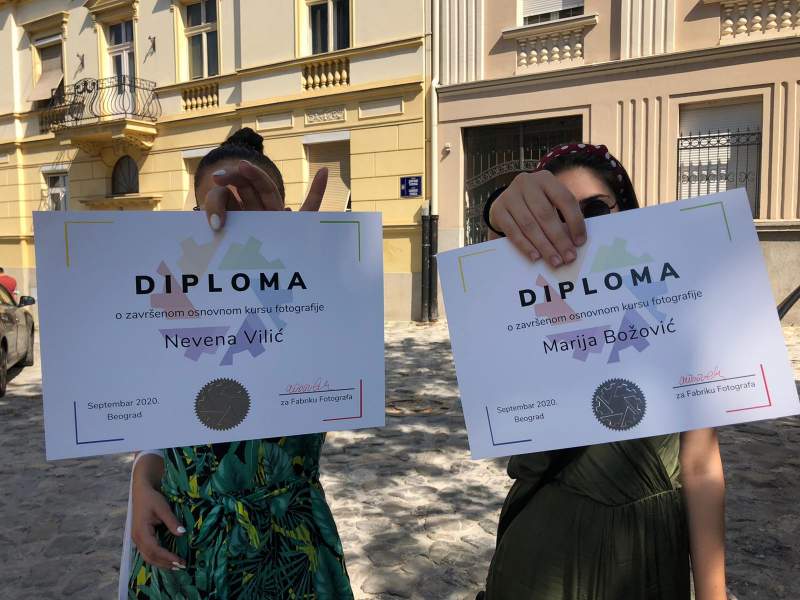 DIPLOMA
o završenom osnovnom kursu fotografije
Nevena Vilić
Septembar 2020.
Beograd
za Fabriku Fotografa
DIPLOMA
o završenom osnovnom kursu fotografije
Marija Božović
Septembar 2020.
Beograd
za Fabriku Fotografa